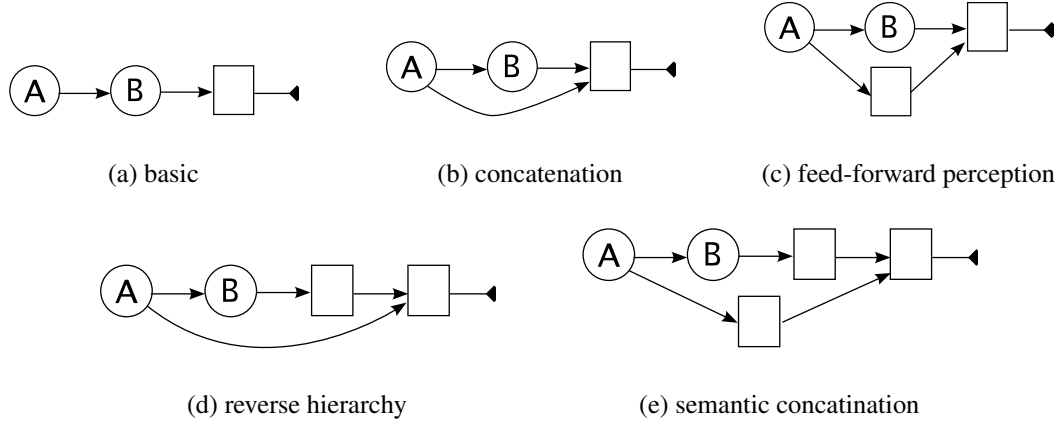 A B
A B
A B
(a) basic
(b) concatenation
(c) feed-forward perception
A B
A B
(d) reverse hierarchy
(e) semantic concatination